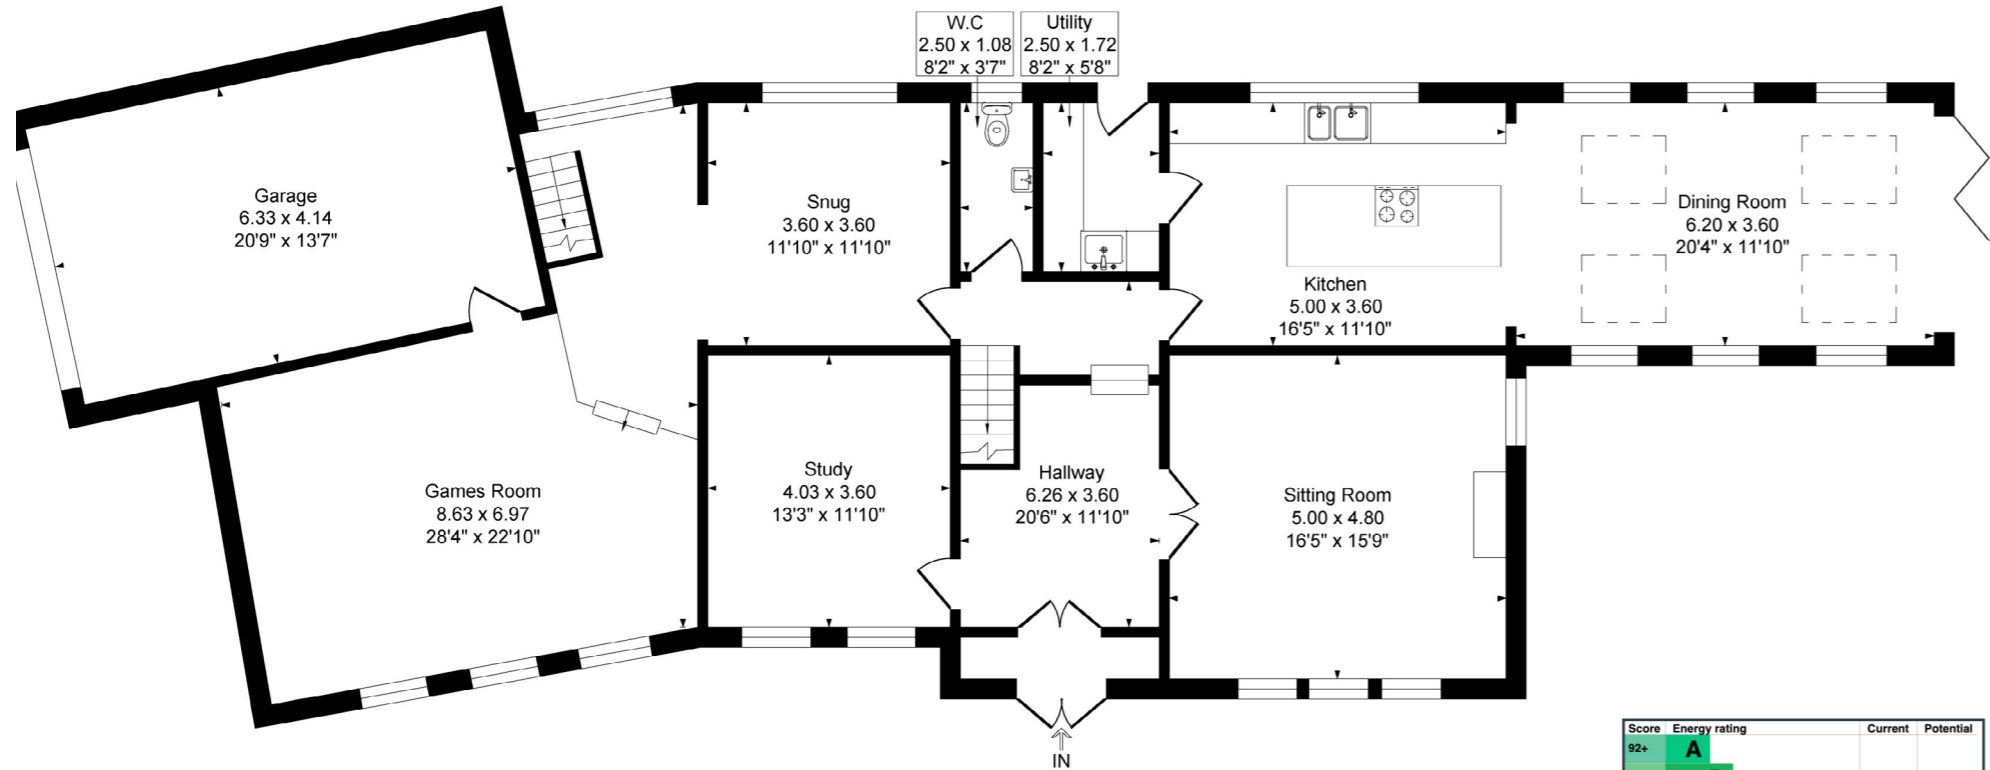 W.C
2.50 x 1.08
8'2" x 3'7"
Utility
2.50 x 1.72
8'2" x 5'8"
Garage
6.33 x 4.14
20'9" x 13'7"
Snug
3.60 x 3.60
11'10" x 11'10"
Dining Room
6.20 x 3.60
20'4" x 11'10"
Kitchen
5.00 x 3.60
16'5" x 11'10"
Games Room
8.63 x 6.97
28'4" x 22'10"
Study
4.03 x 3.60
13'3" x 11'10"
Hallway
6.26 x 3.60
20'6" x 11'10"
Sitting Room
5.00 x 4.80
16'5" x 15'9"
IN
Score Energy rating Current Potential
92+ A